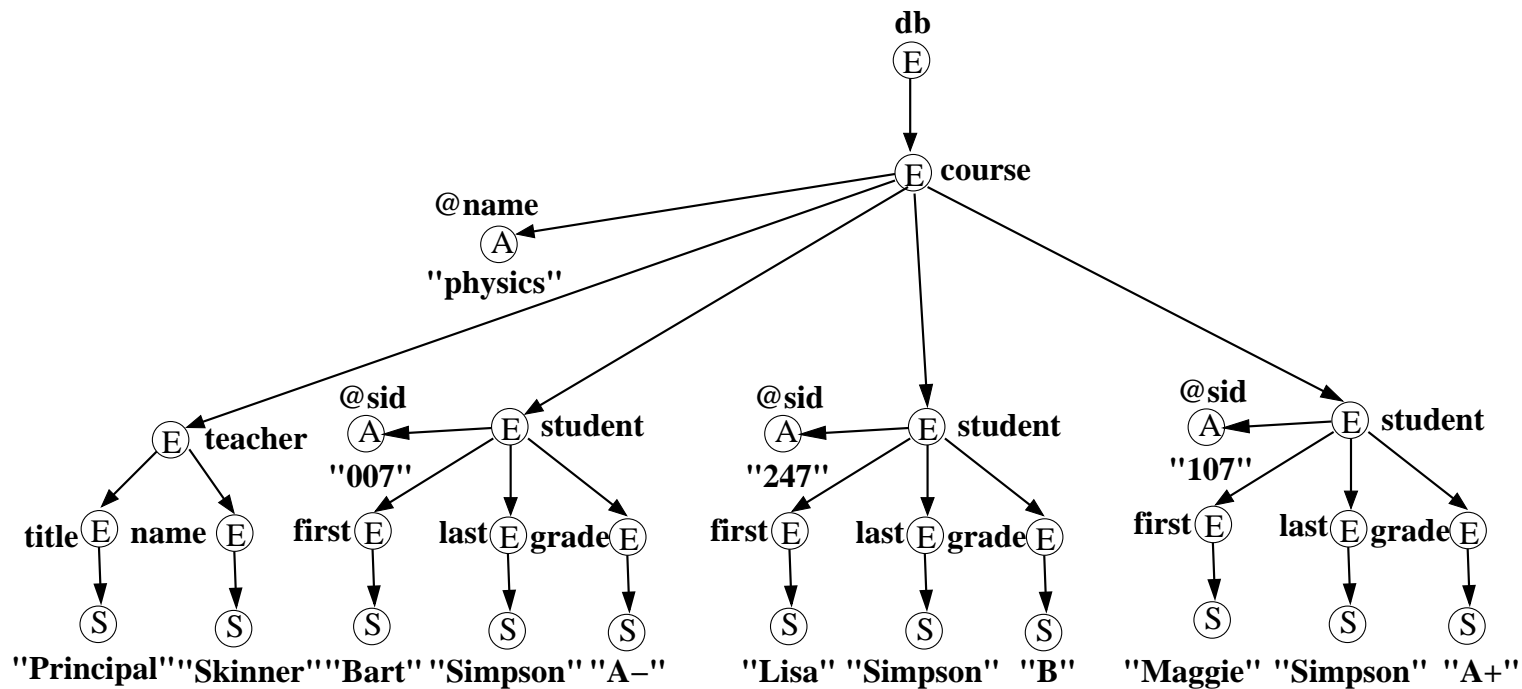 db
E
E course
@name
A
"physics"
@sid @sid @sid
E teacher A E student A E student A E student
"007" "247" "107"
title E name E first E last E grade E first E last E grade E first E last E grade E
S S S S S S S S S S S
"Principal" "Skinner" "Bart" "Simpson" "A−" "Lisa" "Simpson" "B" "Maggie" "Simpson" "A+"